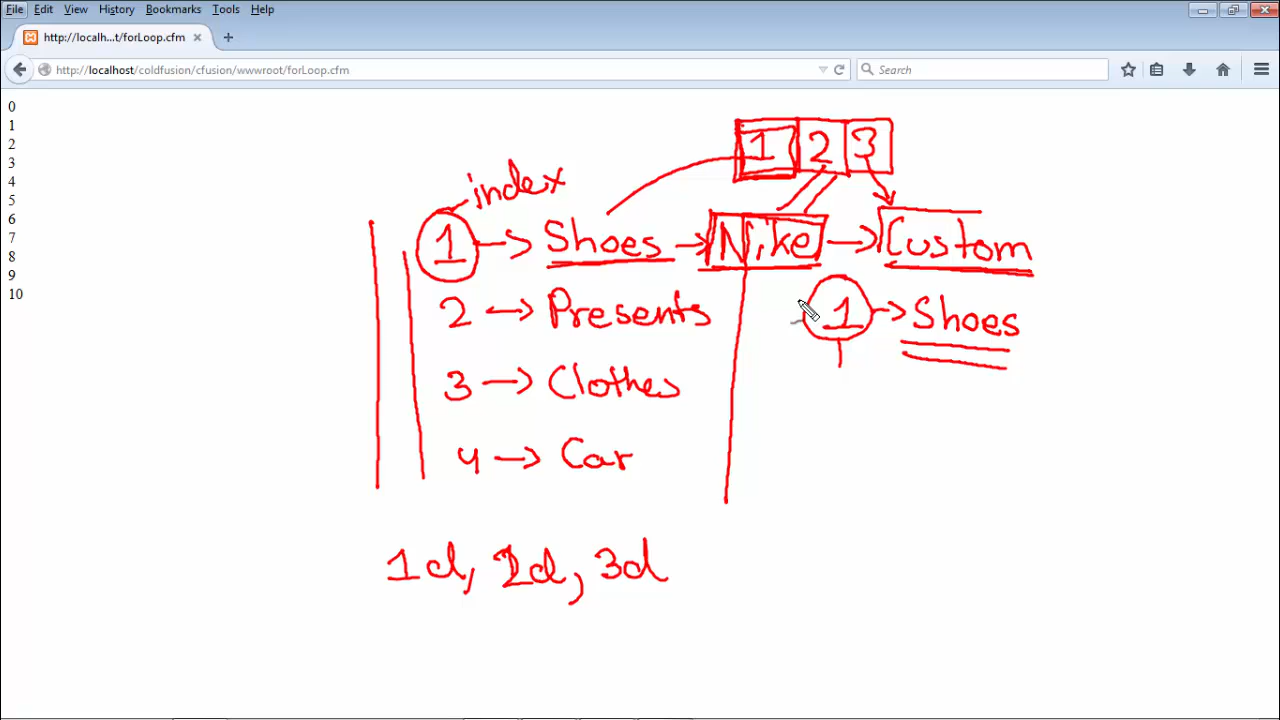 File Edit View History Bookmarks Tools Help
http://localh...t/forLoop.cfm
http://localhost/coldfusion/cfusion/wwwroot/forLoop.cfm
Search
0
1
2
3
4
5
6
7
8
9
10
1 2 3
index
1 → Shoes → Nike → Custom
2 → Presents
1 → Shoes
3 → Clothes
4 → Car
1d, 2d, 3d